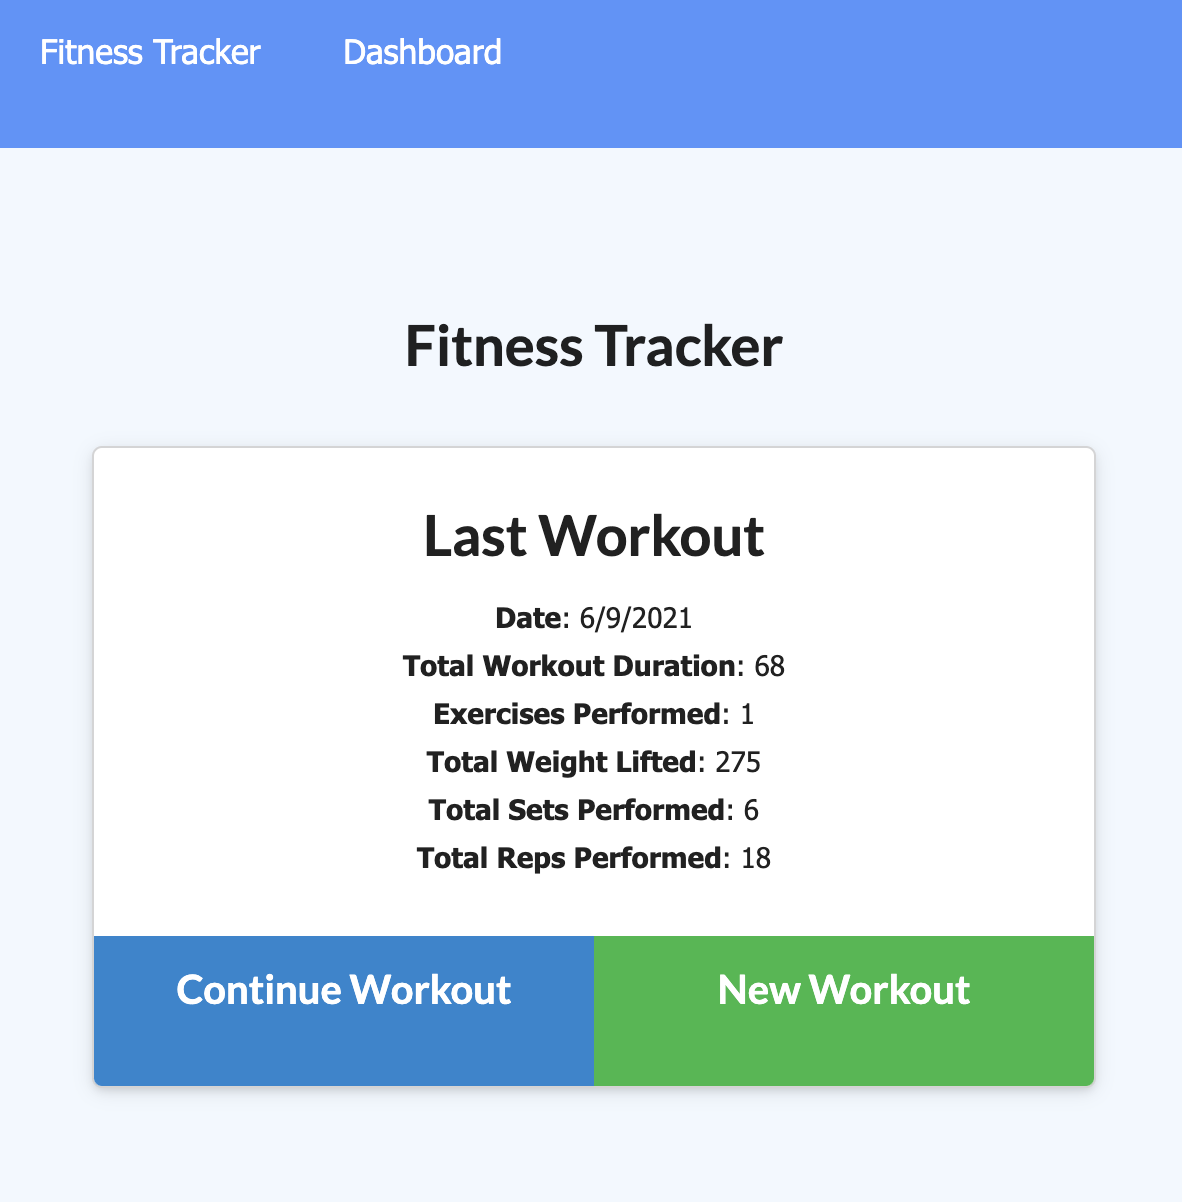 Fitness Tracker Dashboard
Fitness Tracker
Last Workout
Date: 6/9/2021
Total Workout Duration: 68
Exercises Performed: 1
Total Weight Lifted: 275
Total Sets Performed: 6
Total Reps Performed: 18
Continue Workout New Workout